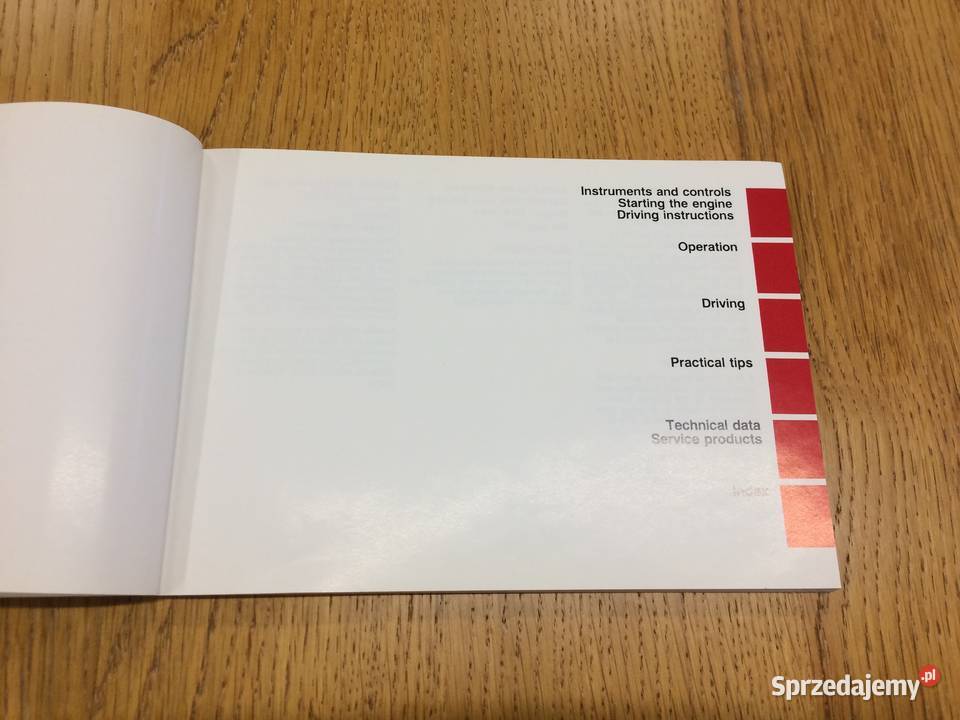 Instruments and controls
Starting the engine
Driving instructions
Operation
Driving
Practical tips
Technical data
Service products
Index
Sprzedajemy.pl